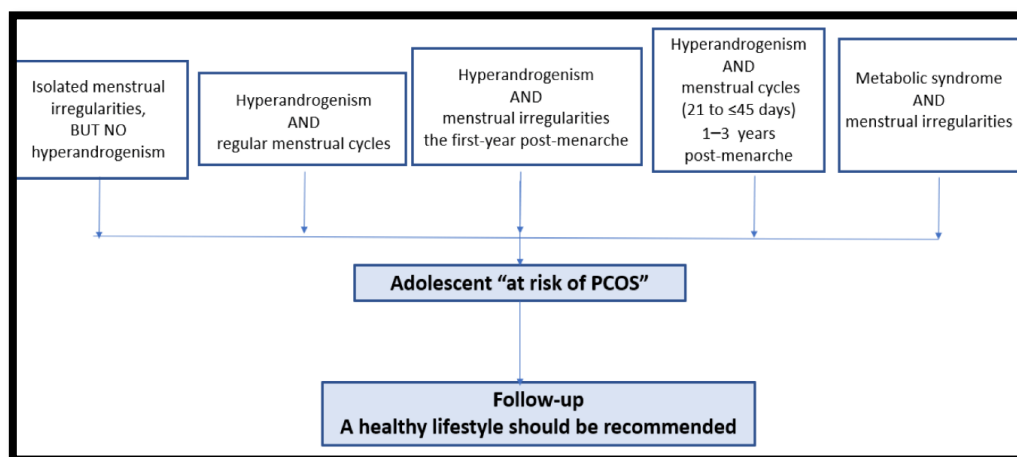 Isolated menstrual
irregularities,
BUT NO
hyperandrogenism
Hyperandrogenism
AND
regular menstrual cycles
Hyperandrogenism
AND
menstrual irregularities
the first-year post-menarche
Hyperandrogenism
AND
menstrual cycles
(21 to ≤45 days)
1–3 years
post-menarche
Metabolic syndrome
AND
menstrual irregularities
Adolescent “at risk of PCOS”
Follow-up
A healthy lifestyle should be recommended